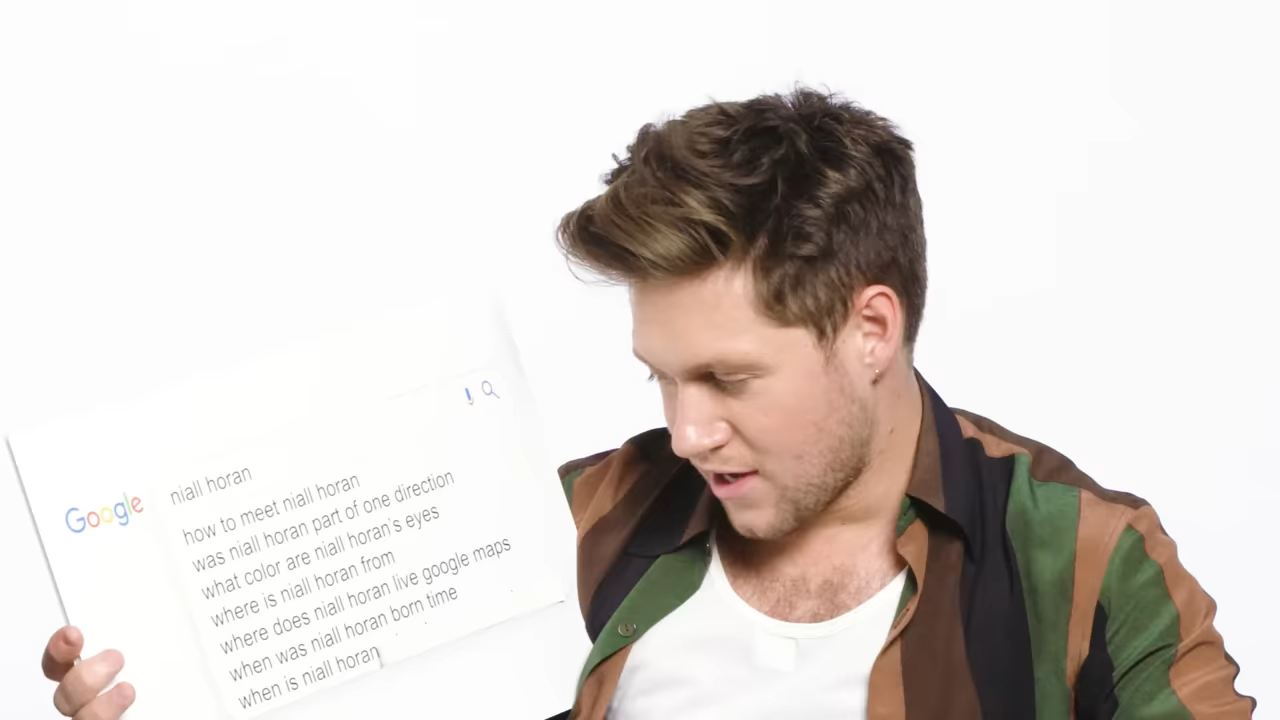 niall horan
Google
how to meet niall horan
was niall horan part of one direction
what color are niall horan's eyes
where is niall horan from
where does niall horan live google maps
when was niall horan born time
when is niall horan